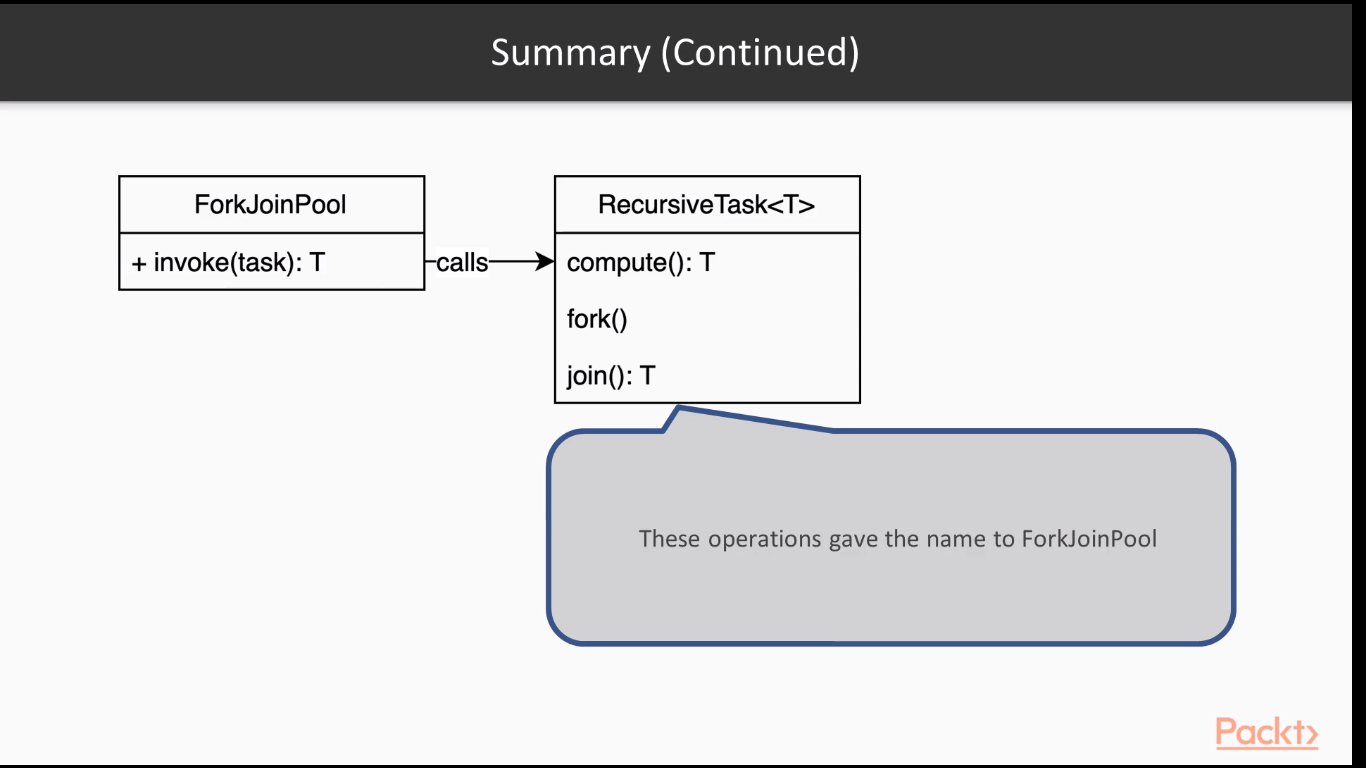 Summary (Continued)
ForkJoinPool
+ invoke(task): T
calls
RecursiveTask<T>
compute(): T
fork()
join(): T
These operations gave the name to ForkJoinPool
Packt>